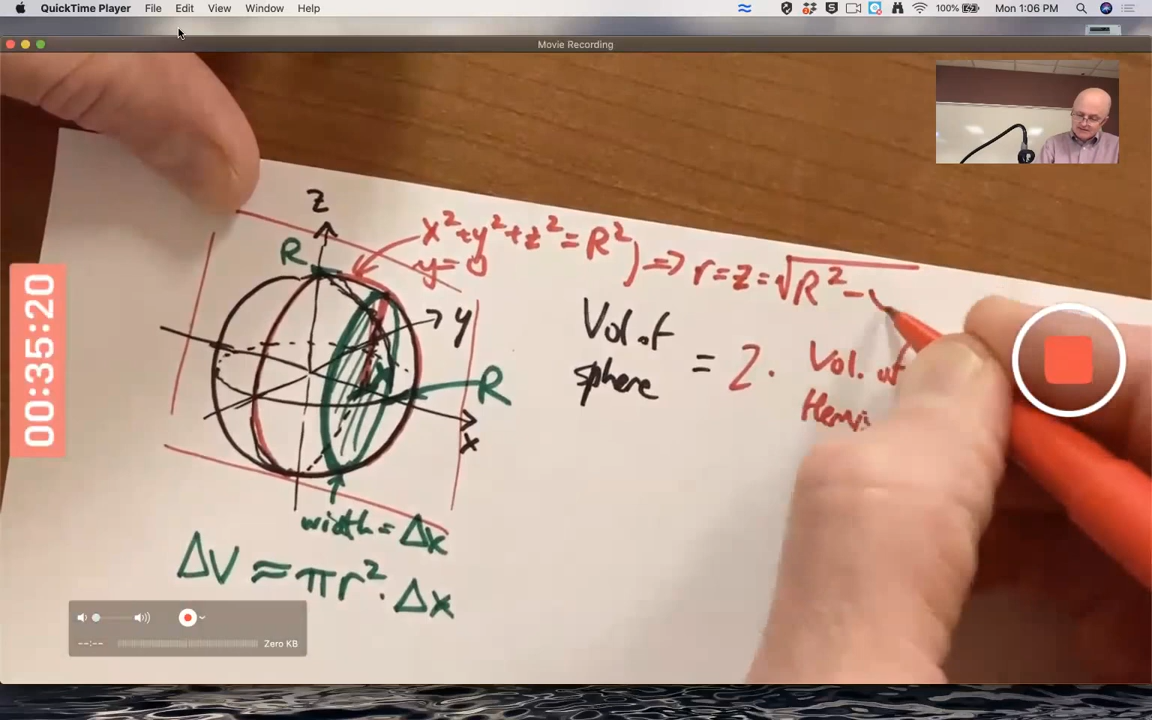 QuickTime Player File Edit View Window Help 100% Mon 1:06 PM
Movie Recording
00:35:20
z
R
x²+y²+z²=R²
y=0
⇒ r=z=√R²-
y
Vol. of
sphere
= 2. Vol. of
R
x
width = Δx
ΔV ≈ πr². Δx
--:-- Zero KB